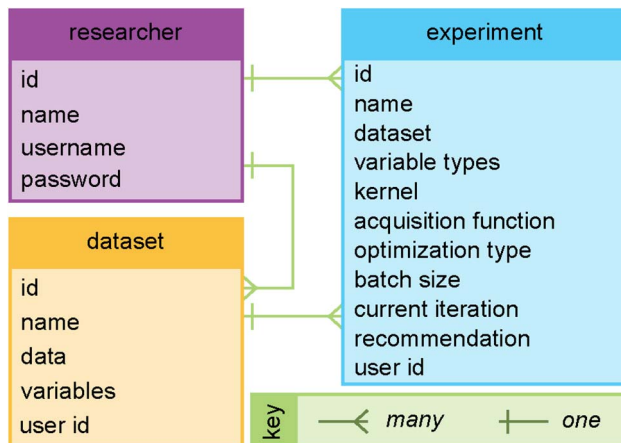 researcher
id
name
username
password
experiment
id
name
dataset
variable types
kernel
acquisition function
optimization type
batch size
current iteration
recommendation
user id
dataset
id
name
data
variables
user id
key
many
one